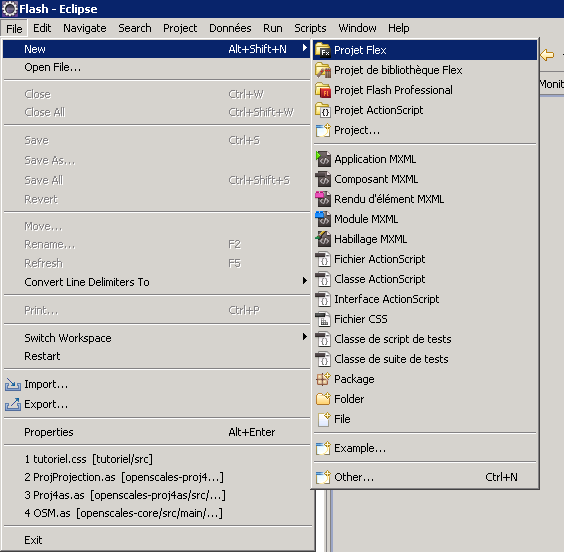 Flash - Eclipse
File Edit Navigate Search Project Données Run Scripts Window Help
New Alt+Shift+N
Open File...
Close Ctrl+W
Close All Ctrl+Shift+W
Save Ctrl+S
Save As...
Save All Ctrl+Shift+S
Revert
Move...
Rename... F2
Refresh F5
Convert Line Delimiters To
Print... Ctrl+P
Switch Workspace
Restart
Import...
Export...
Properties Alt+Enter
1 tutoriel.css [tutoriel/src]
2 ProjProjection.as [openscales-proj4...]
3 Proj4as.as [openscales-proj4as/src/...]
4 OSM.as [openscales-core/src/main/...]
Exit
Projet Flex
Projet de bibliothèque Flex
Projet Flash Professional
Projet ActionScript
Project...
Application MXML
Composant MXML
Rendu d'élément MXML
Module MXML
Habillage MXML
Fichier ActionScript
Classe ActionScript
Interface ActionScript
Fichier CSS
Classe de script de tests
Classe de suite de tests
Package
Folder
File
Example...
Other... Ctrl+N
Monit